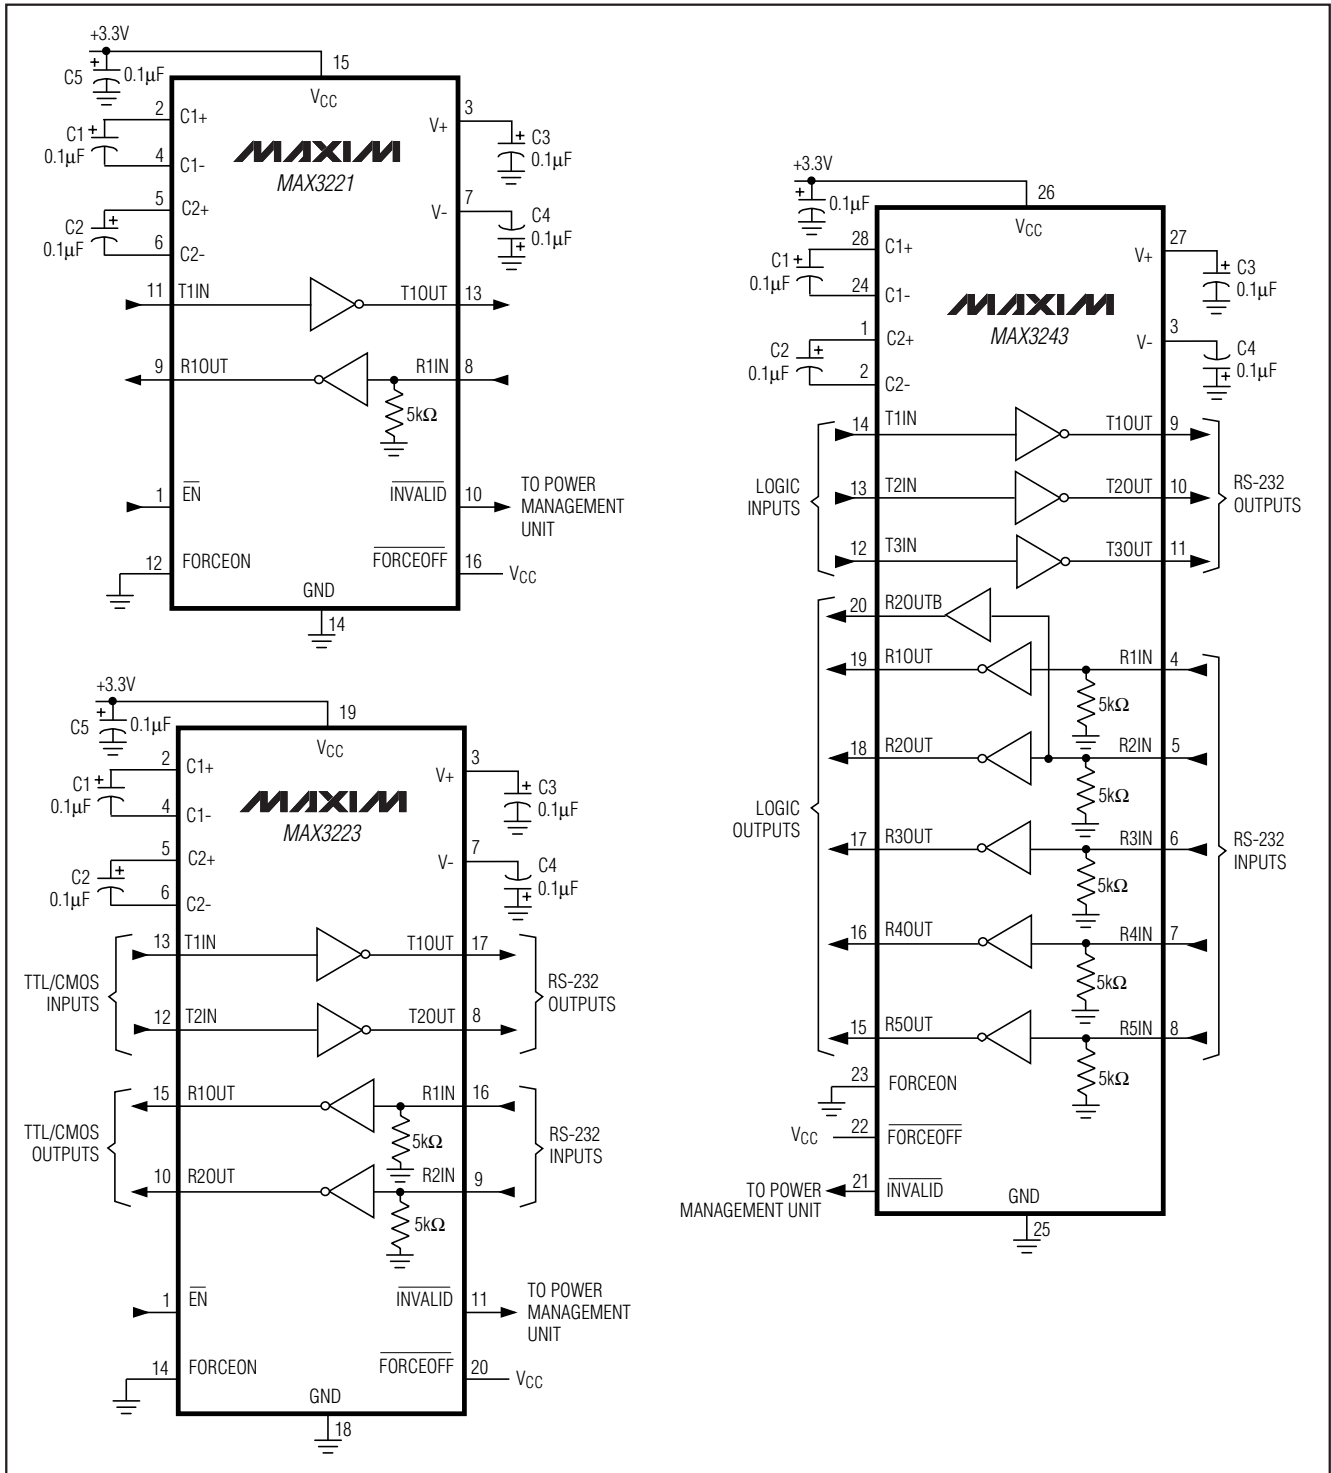 +3.3V
C5
+
0.1µF
15
VCC
2
C1+
C1
+
0.1µF
4
C1-
5
C2+
C2
+
0.1µF
6
C2-
MAXIM
MAX3221
3
V+
+
C3
0.1µF
7
V-
C4
0.1µF
+
11
T1IN
T1OUT
13
9
R1OUT
R1IN
8
5kΩ
1
EN
INVALID
10
TO POWER
MANAGEMENT
UNIT
12
FORCEON
FORCEOFF
16
VCC
GND
14
+3.3V
C5
+
0.1µF
19
VCC
2
C1+
C1
+
0.1µF
4
C1-
5
C2+
C2
+
0.1µF
6
C2-
MAXIM
MAX3223
3
V+
+
C3
0.1µF
7
V-
C4
0.1µF
+
TTL/CMOS
INPUTS
13
T1IN
T1OUT
17
12
T2IN
T2OUT
8
RS-232
OUTPUTS
TTL/CMOS
OUTPUTS
15
R1OUT
R1IN
16
5kΩ
10
R2OUT
R2IN
9
5kΩ
RS-232
INPUTS
1
EN
INVALID
11
TO POWER
MANAGEMENT
UNIT
14
FORCEON
FORCEOFF
20
VCC
GND
18
+3.3V
+
0.1µF
26
VCC
28
C1+
C1
+
0.1µF
24
C1-
1
C2+
C2
+
0.1µF
2
C2-
MAXIM
MAX3243
27
V+
+
C3
0.1µF
3
V-
C4
0.1µF
+
LOGIC
INPUTS
14
T1IN
T1OUT
9
13
T2IN
T2OUT
10
12
T3IN
T3OUT
11
RS-232
OUTPUTS
LOGIC
OUTPUTS
20
R2OUTB
19
R1OUT
R1IN
4
5kΩ
18
R2OUT
R2IN
5
5kΩ
17
R3OUT
R3IN
6
5kΩ
16
R4OUT
R4IN
7
5kΩ
15
R5OUT
R5IN
8
5kΩ
RS-232
INPUTS
23
FORCEON
VCC
22
FORCEOFF
TO POWER
MANAGEMENT UNIT
21
INVALID
GND
25